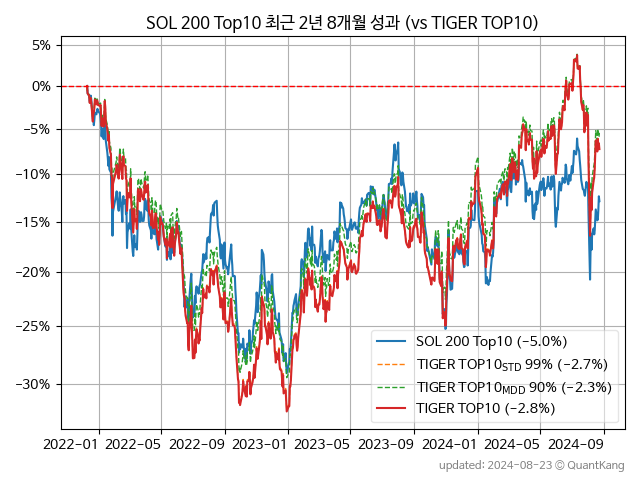 SOL 200 Top10 최근 2년 8개월 성과 (vs TIGER TOP10)
5%
0%
−5%
−10%
−15%
−20%
−25%
−30%
SOL 200 Top10 (−5.0%)
TIGER TOP10STD 99% (−2.7%)
TIGER TOP10MDD 90% (−2.3%)
TIGER TOP10 (−2.8%)
2022-01 2022-05 2022-09 2023-01 2023-05 2023-09 2024-01 2024-05 2024-09
updated: 2024-08-23 © QuantKang